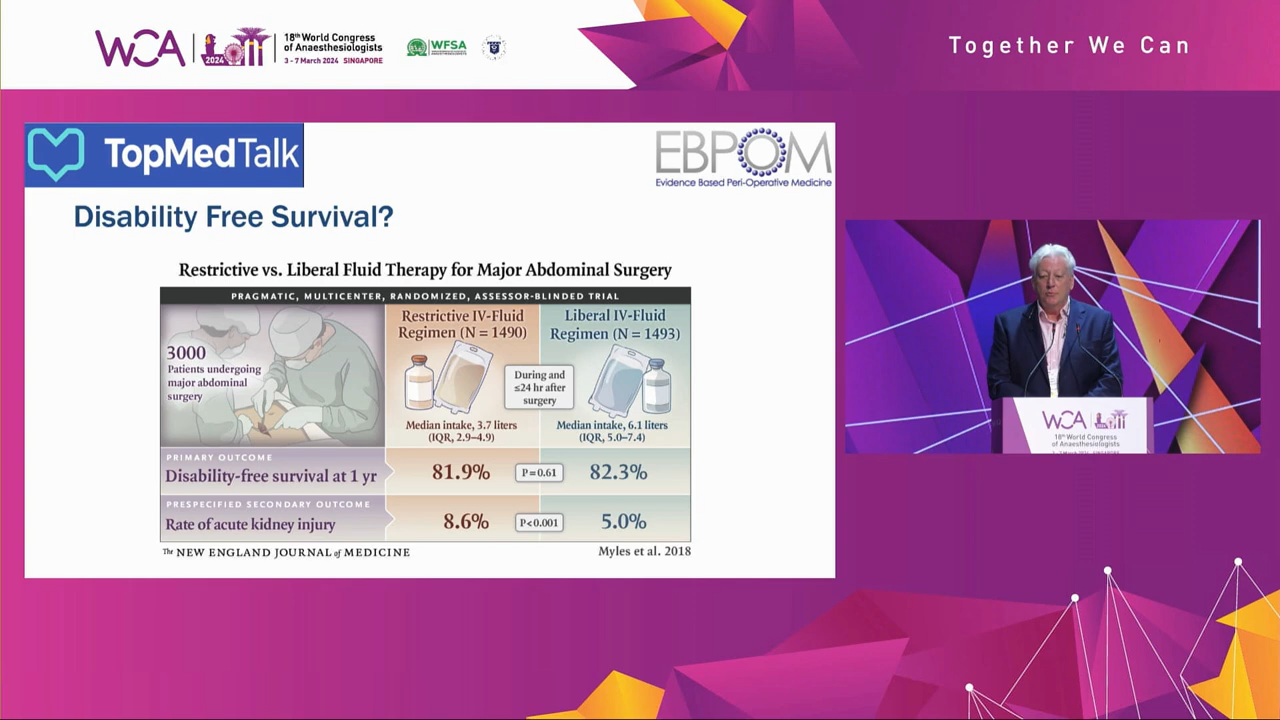 WCA
2024
18th World Congress
of Anaesthesiologists
3 - 7 March 2024 SINGAPORE
WFSA
Together We Can
TopMedTalk
EBPOM
Evidence Based Peri-Operative Medicine
Disability Free Survival?
Restrictive vs. Liberal Fluid Therapy for Major Abdominal Surgery
PRAGMATIC, MULTICENTER, RANDOMIZED, ASSESSOR-BLINDED TRIAL
3000
Patients undergoing
major abdominal
surgery
Restrictive IV-Fluid
Regimen (N = 1490)
Liberal IV-Fluid
Regimen (N = 1493)
During and
≤24 hr after
surgery
Median intake, 3.7 liters
(IQR, 2.9–4.9)
Median intake, 6.1 liters
(IQR, 5.0–7.4)
PRIMARY OUTCOME
Disability-free survival at 1 yr
81.9%
P=0.61
82.3%
PRESPECIFIED SECONDARY OUTCOME
Rate of acute kidney injury
8.6%
P<0.001
5.0%
The NEW ENGLAND JOURNAL of MEDICINE
Myles et al. 2018
WCA
18th World Congress
of Anaesthesiologists